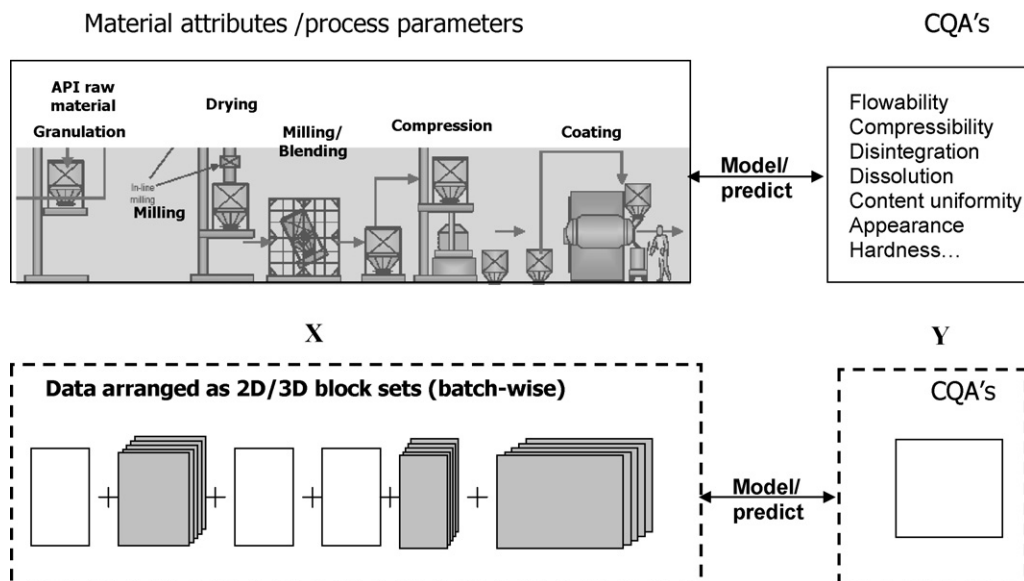 Material attributes /process parameters
CQA's
API raw
material
Granulation
Drying
Milling/
Blending
Compression
Coating
In-line
milling
Milling
Model/
predict
Flowability
Compressibility
Disintegration
Dissolution
Content uniformity
Appearance
Hardness…
X
Y
Data arranged as 2D/3D block sets (batch-wise)
CQA's
+
+
+
+
+
Model/
predict